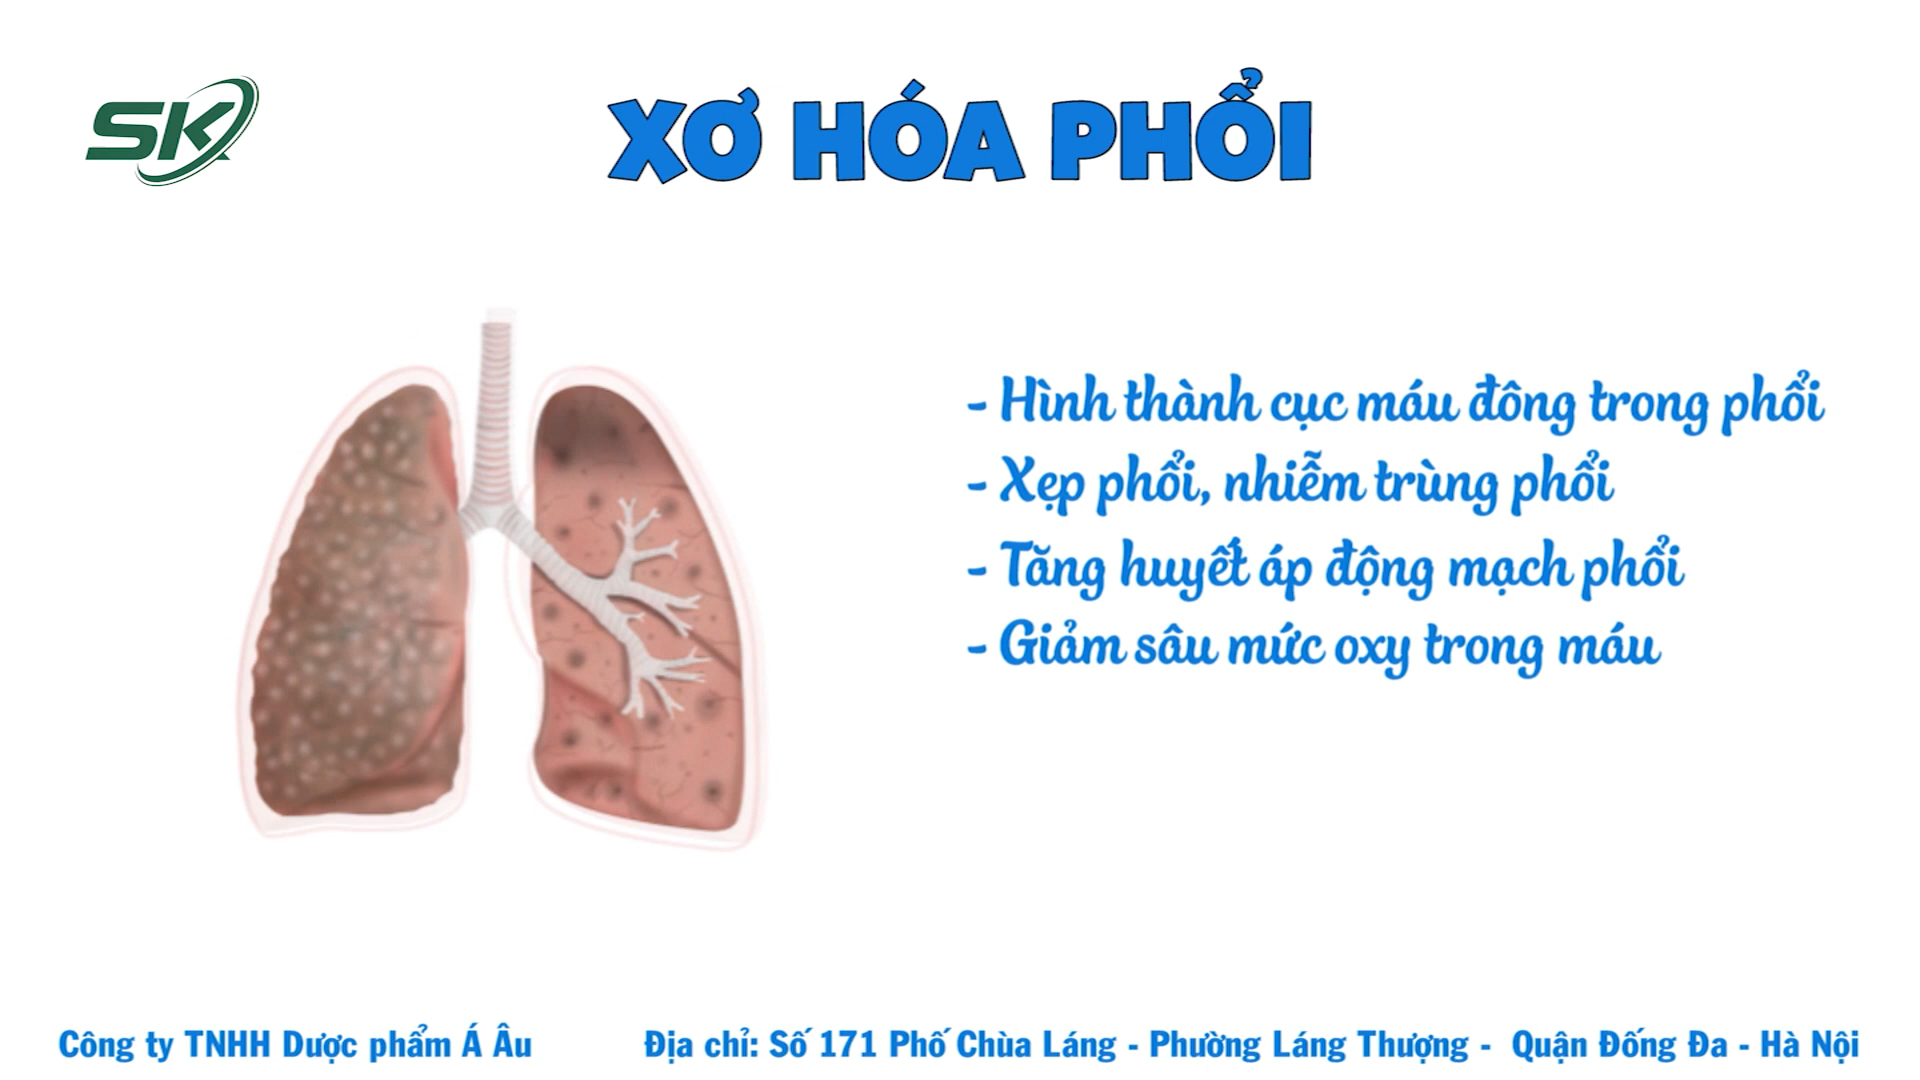 SK
XƠ HÓA PHỔI
- Hình thành cục máu đông trong phổi
- Xẹp phổi, nhiễm trùng phổi
- Tăng huyết áp động mạch phổi
- Giảm sâu mức oxy trong máu
Công ty TNHH Dược phẩm Á Âu
Địa chỉ: Số 171 Phố Chùa Láng - Phường Láng Thượng - Quận Đống Đa - Hà Nội